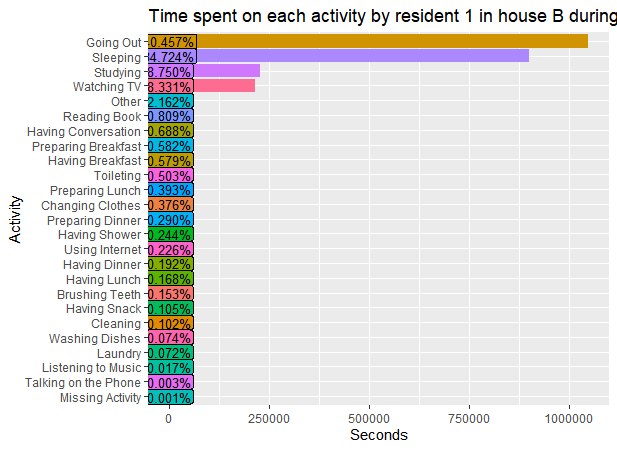 Time spent on each activity by resident 1 in house B during
Activity
Going Out 0.457%
Sleeping 4.724%
Studying 8.750%
Watching TV 8.331%
Other 2.162%
Reading Book 0.809%
Having Conversation 0.688%
Preparing Breakfast 0.582%
Having Breakfast 0.579%
Toileting 0.503%
Preparing Lunch 0.393%
Changing Clothes 0.376%
Preparing Dinner 0.290%
Having Shower 0.244%
Using Internet 0.226%
Having Dinner 0.192%
Having Lunch 0.168%
Brushing Teeth 0.153%
Having Snack 0.105%
Cleaning 0.102%
Washing Dishes 0.074%
Laundry 0.072%
Listening to Music 0.017%
Talking on the Phone 0.003%
Missing Activity 0.001%
0 250000 500000 750000 1000000
Seconds